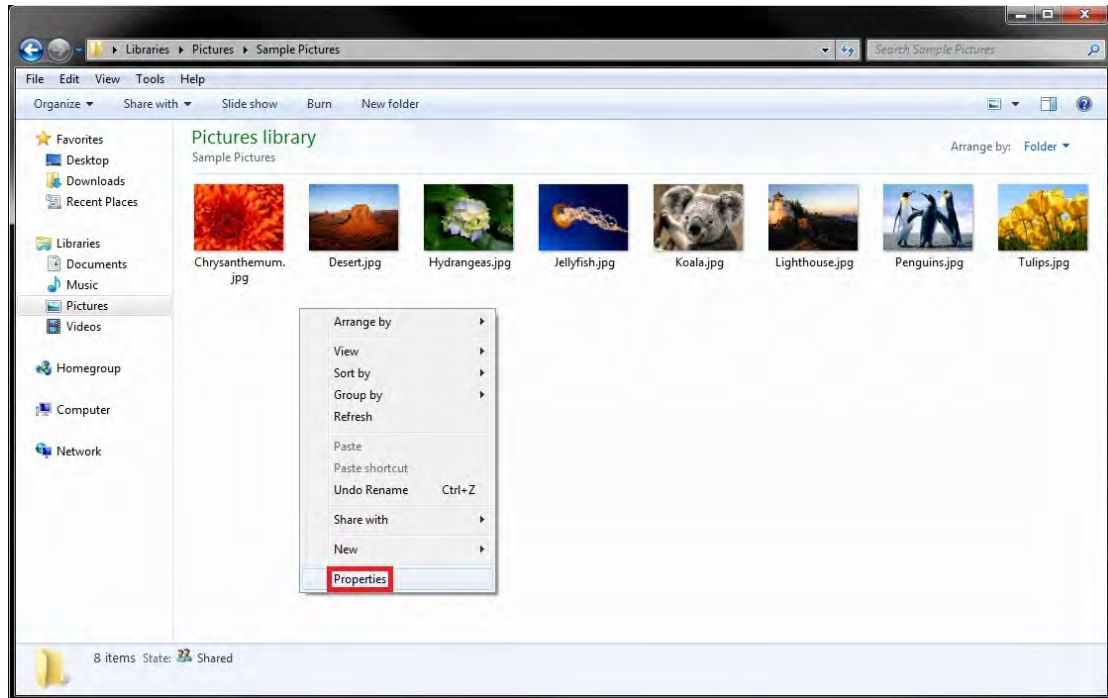 Libraries ▸ Pictures ▸ Sample Pictures
Search Sample Pictures
File Edit View Tools Help
Organize Share with Slide show Burn New folder
Favorites
Desktop
Downloads
Recent Places
Libraries
Documents
Music
Pictures
Videos
Homegroup
Computer
Network
Pictures library
Sample Pictures
Arrange by: Folder
Chrysanthemum.
jpg
Desert.jpg
Hydrangeas.jpg
Jellyfish.jpg
Koala.jpg
Lighthouse.jpg
Penguins.jpg
Tulips.jpg
Arrange by
View
Sort by
Group by
Refresh
Paste
Paste shortcut
Undo Rename Ctrl+Z
Share with
New
Properties
8 items State: Shared